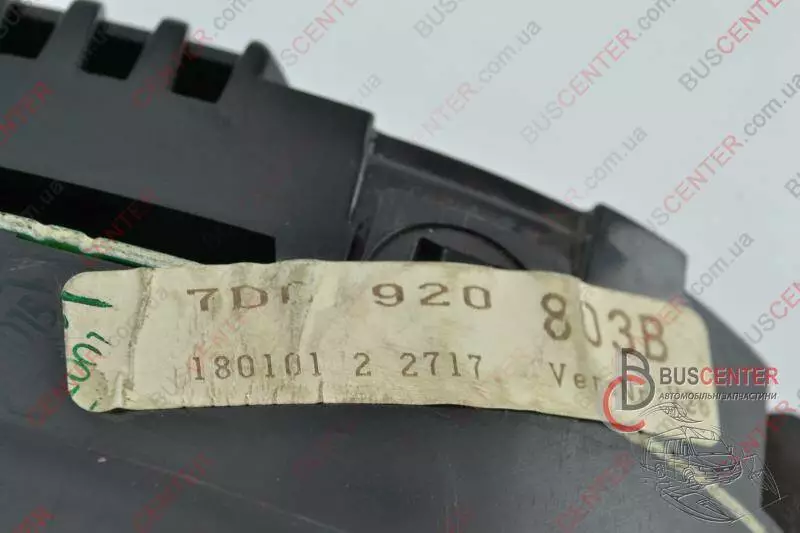 7D0 920 803B
180101 2 2717 Ver
BUSCENTER
АВТОМОБІЛЬНІ ЗАПЧАСТИНИ
BUSCENTER
.com.ua